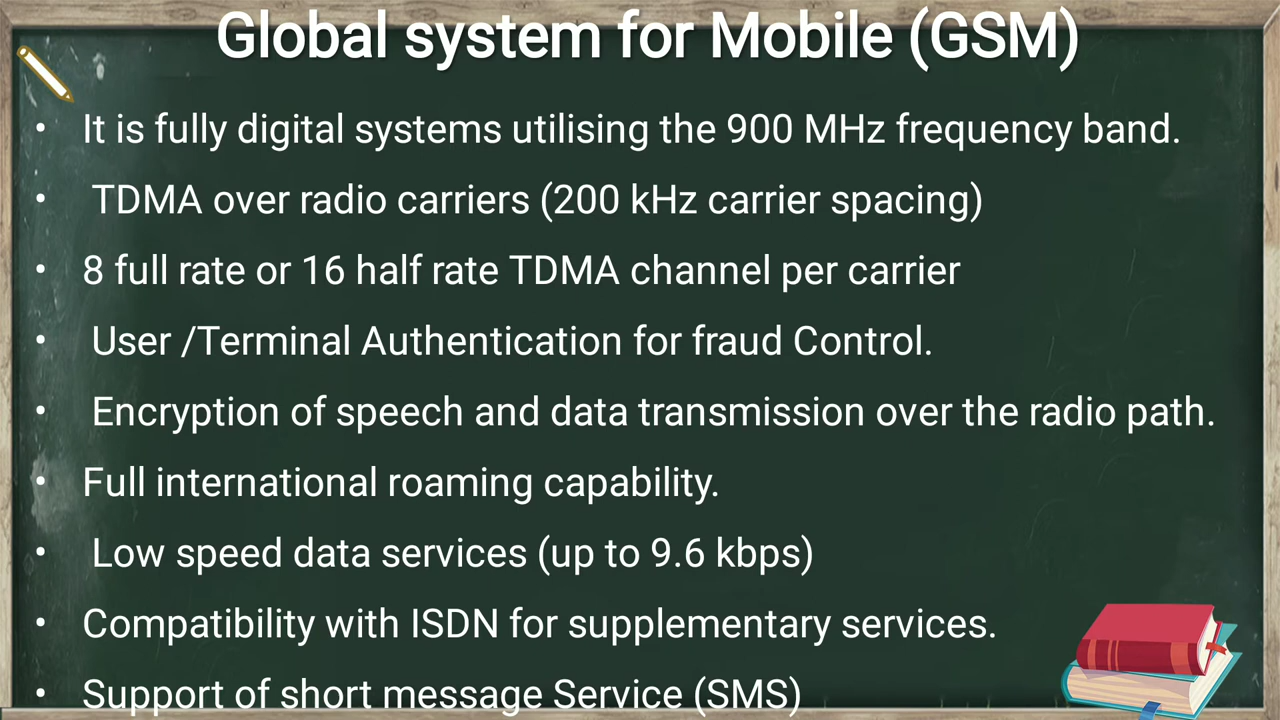 Global system for Mobile (GSM)
• It is fully digital systems utilising the 900 MHz frequency band.
• TDMA over radio carriers (200 kHz carrier spacing)
• 8 full rate or 16 half rate TDMA channel per carrier
• User /Terminal Authentication for fraud Control.
• Encryption of speech and data transmission over the radio path.
• Full international roaming capability.
• Low speed data services (up to 9.6 kbps)
• Compatibility with ISDN for supplementary services.
• Support of short message Service (SMS)